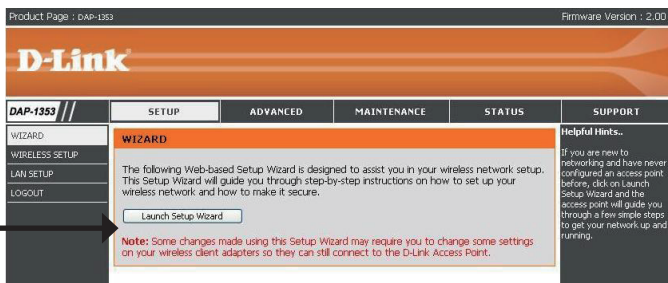 Product Page : DAP-1353
Firmware Version : 2.00
D-Link
DAP-1353 //
SETUP
ADVANCED
MAINTENANCE
STATUS
SUPPORT
WIZARD
WIRELESS SETUP
LAN SETUP
LOGOUT
WIZARD
The following Web-based Setup Wizard is designed to assist you in your wireless network setup.
This Setup Wizard will guide you through step-by-step instructions on how to set up your
wireless network and how to make it secure.
Launch Setup Wizard
Note: Some changes made using this Setup Wizard may require you to change some settings
on your wireless client adapters so they can still connect to the D-Link Access Point.
Helpful Hints..
If you are new to
networking and have never
configured an access point
before, click on Launch
Setup Wizard and the
access point will guide you
through a few simple steps
to get your network up and
running.